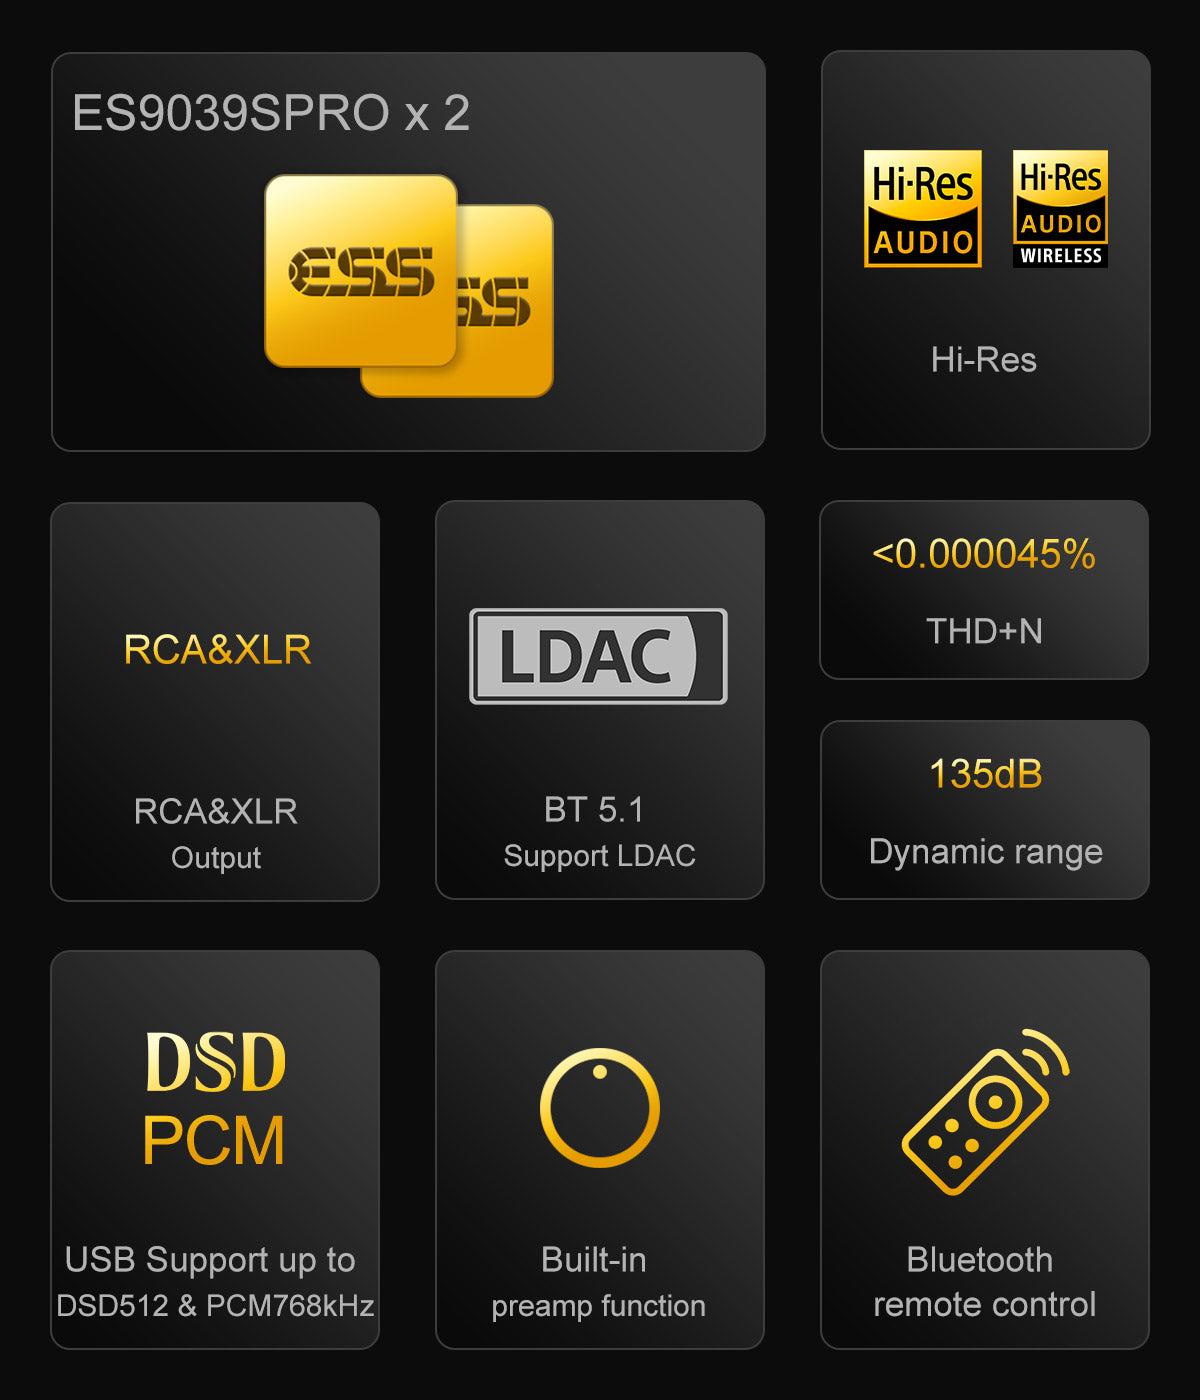 ES9039SPRO x 2
ESS
SS
Hi-Res
AUDIO
Hi-Res
AUDIO
WIRELESS
Hi-Res
RCA&XLR
RCA&XLR
Output
LDAC
BT 5.1
Support LDAC
<0.000045%
THD+N
135dB
Dynamic range
DSD
PCM
USB Support up to
DSD512 & PCM768kHz
Built-in
preamp function
Bluetooth
remote control